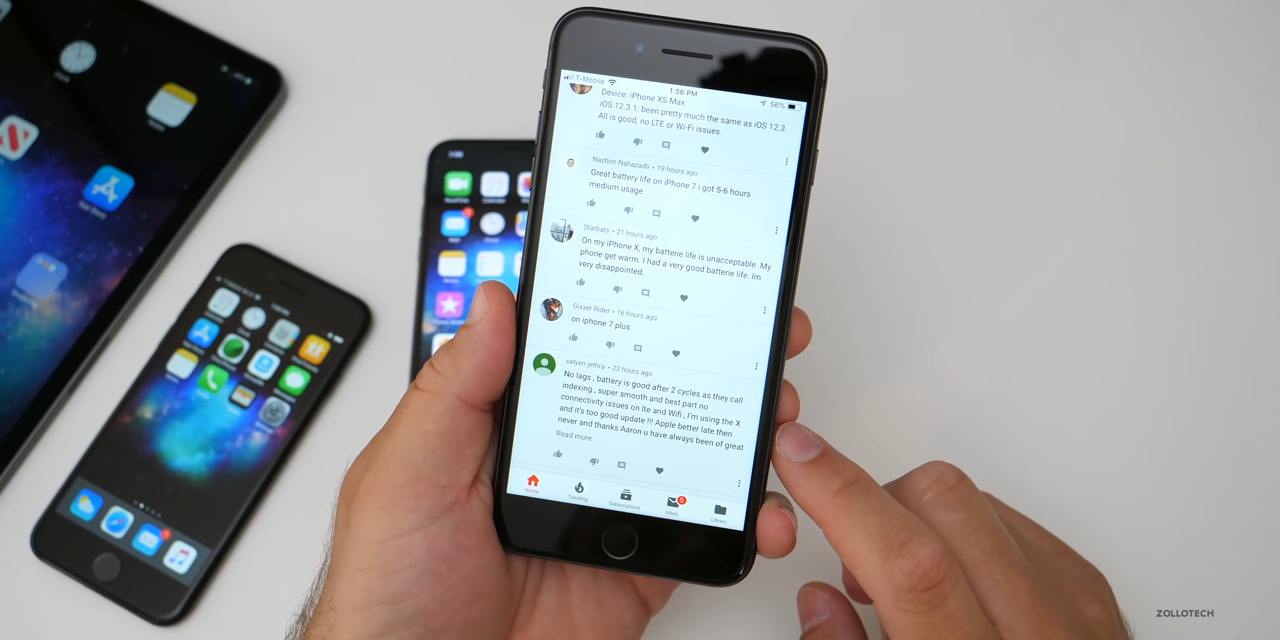 T-Mobile
1:56 PM
56%
Device: iPhone XS Max
iOS 12.3.1: been pretty much the same as iOS 12.3.
All is good, no LTE or Wi-Fi issues.
Nazhim Nahazadli • 19 hours ago
Great battery life on iPhone 7 i got 5-6 hours
medium usage
Starbats • 21 hours ago
On my iPhone X, my batterie life is unacceptable. My
phone get warm. I had a very good batterie life. Im
very disappointed.
Gixxer Rider • 16 hours ago
on iphone 7 plus
satyen jethra • 23 hours ago
No lags , battery is good after 2 cycles as they call
indexing , super smooth and best part no
connectivity issues on lte and Wifi , I'm using the X
and it's too good update !!! Apple better late then
never and thanks Aaron u have always been of great
Read more
Home
Trending
Subscriptions
Inbox
Library
App Store
Clock
ZOLLOTECH